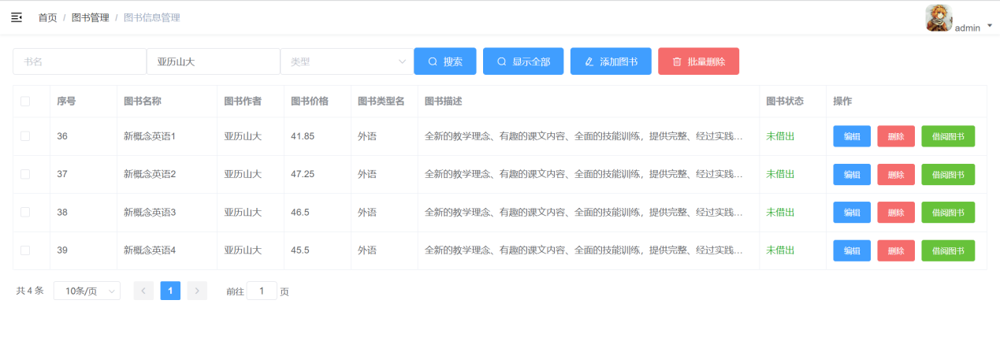 首页 / 图书管理 / 图书信息管理 admin
书名 亚历山大 类型 搜索 显示全部 添加图书 批量删除
序号 图书名称 图书作者 图书价格 图书类型名 图书描述 图书状态 操作
36 新概念英语1 亚历山大 41.85 外语 全新的教学理念、有趣的课文内容、全面的技能训练，提供完整、经过实践... 未借出 编辑 删除 借阅图书
37 新概念英语2 亚历山大 47.25 外语 全新的教学理念、有趣的课文内容、全面的技能训练，提供完整、经过实践... 未借出 编辑 删除 借阅图书
38 新概念英语3 亚历山大 46.5 外语 全新的教学理念、有趣的课文内容、全面的技能训练，提供完整、经过实践... 未借出 编辑 删除 借阅图书
39 新概念英语4 亚历山大 45.5 外语 全新的教学理念、有趣的课文内容、全面的技能训练，提供完整、经过实践... 未借出 编辑 删除 借阅图书
共 4 条 10条/页 1 前往 1 页